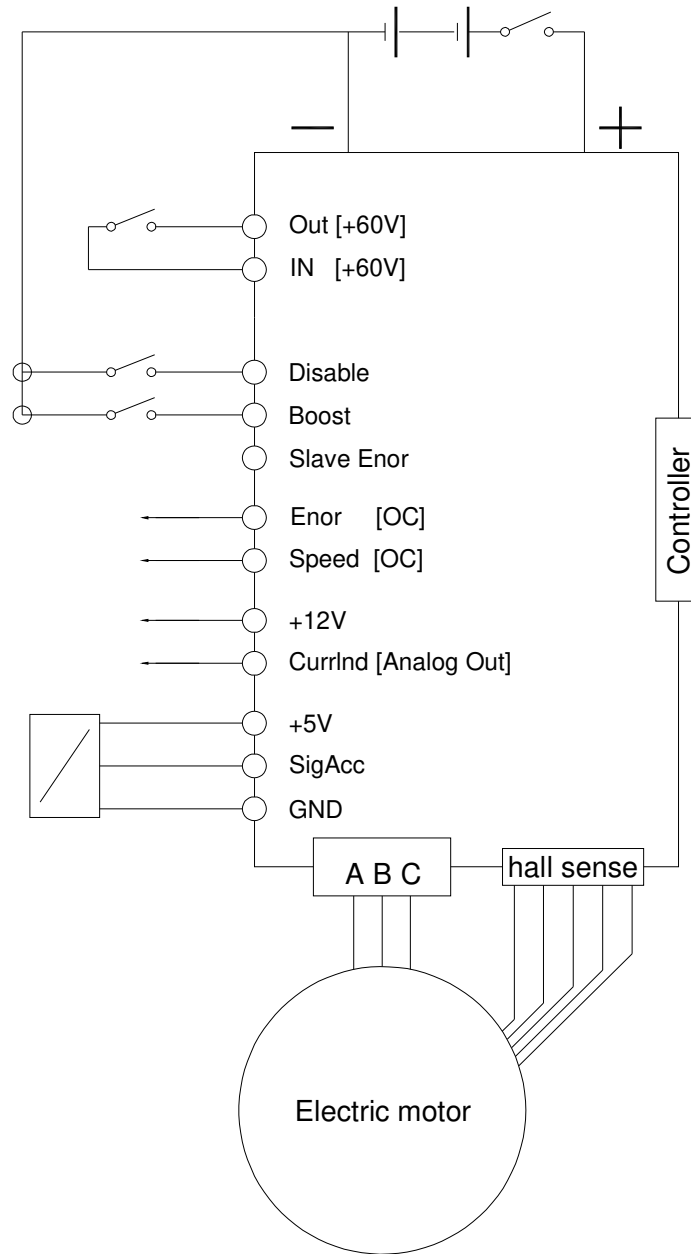 — +
Out [+60V]
IN [+60V]
Disable
Boost
Slave Enor
Enor [OC]
Speed [OC]
+12V
CurrInd [Analog Out]
+5V
SigAcc
GND
Controller
A B C
hall sense
Electric motor